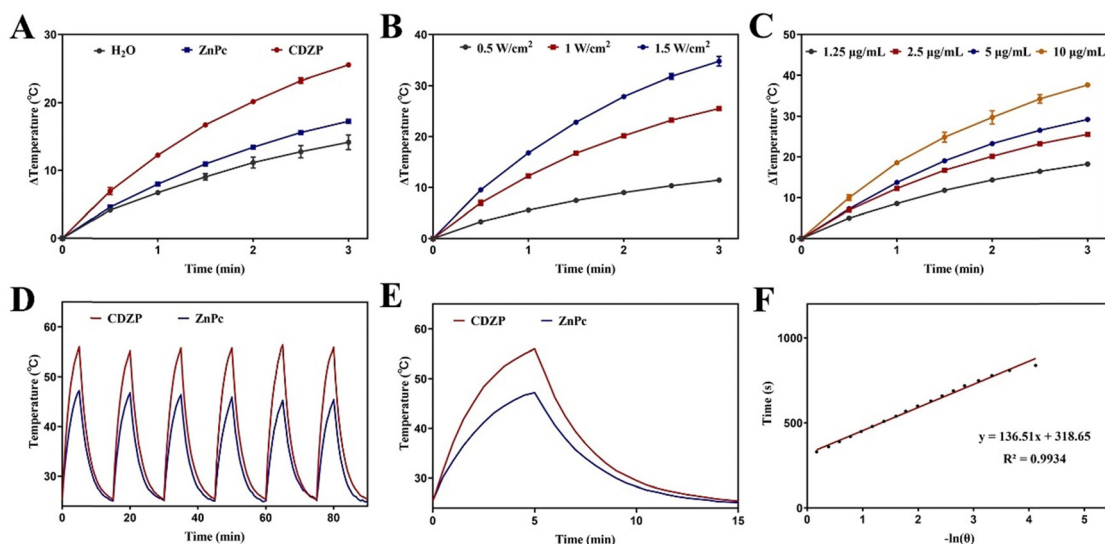 A
H₂O ZnPc CDZP
ΔTemperature (℃)
30
20
10
0
0 1 2 3
Time (min)
B
0.5 W/cm² 1 W/cm² 1.5 W/cm²
ΔTemperature (℃)
40
30
20
10
0
0 1 2 3
Time (min)
C
1.25 μg/mL 2.5 μg/mL 5 μg/mL 10 μg/mL
ΔTemperature (℃)
50
40
30
20
10
0
0 1 2 3
Time (min)
D
CDZP ZnPc
Temperature (℃)
60
50
40
30
0 20 40 60 80
Time (min)
E
CDZP ZnPc
Temperature (℃)
60
50
40
30
0 5 10 15
Time (min)
F
Time (s)
1000
500
0
0 1 2 3 4 5
y = 136.51x + 318.65
R² = 0.9934
-ln(θ)